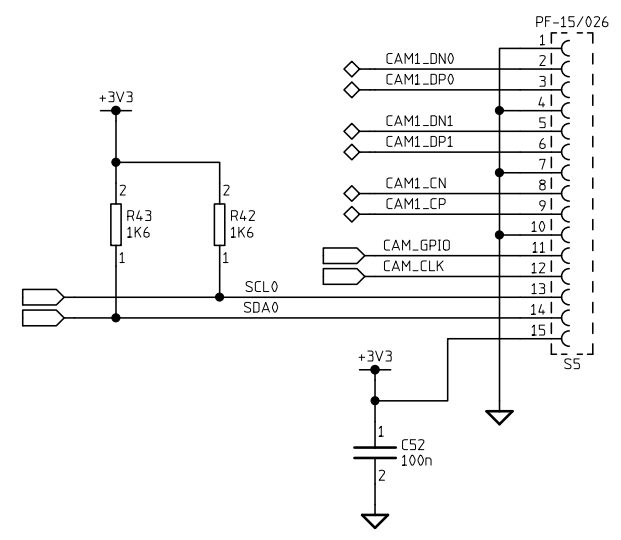 PF-15/026
1
CAM1_DN0
2
CAM1_DP0
3
+3V3
4
CAM1_DN1
5
CAM1_DP1
6
7
2
2
CAM1_CN
8
CAM1_CP
9
R43
R42
1K6
1K6
10
CAM_GPIO
11
1
1
CAM_CLK
12
SCL0
13
SDA0
14
15
+3V3
S5
1
C52
100n
2